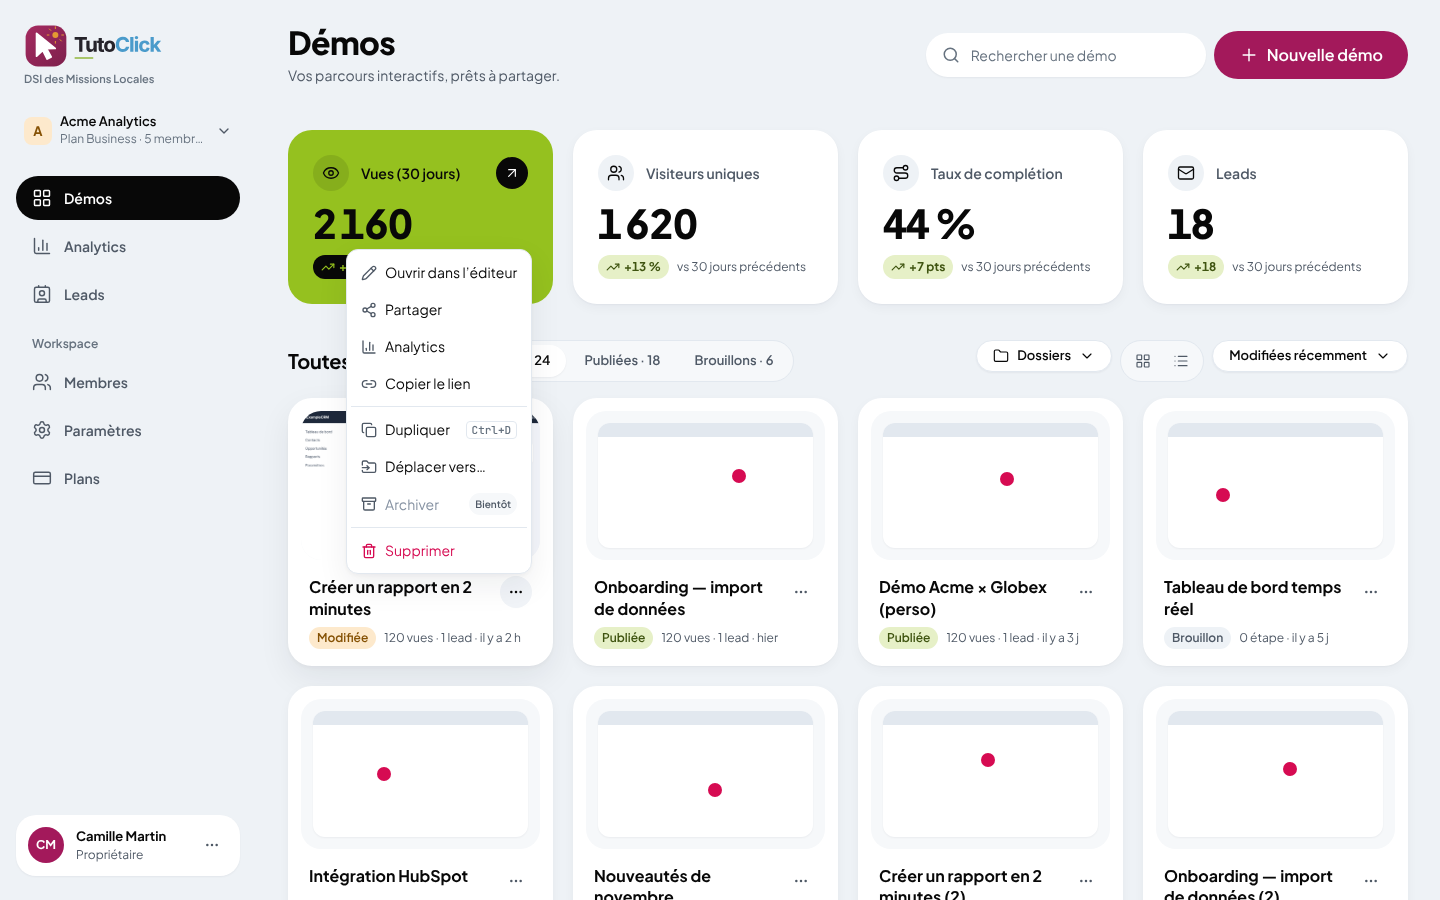 TutoClick
DSI des Missions Locales
A
Acme Analytics
Plan Business · 5 membr...
Démos
Analytics
Leads
Workspace
Membres
Paramètres
Plans
CM
Camille Martin
Propriétaire
Démos
Vos parcours interactifs, prêts à partager.
Rechercher une démo
Nouvelle démo
Vues (30 jours)
2 160
Visiteurs uniques
1 620
+13 %
vs 30 jours précédents
Taux de complétion
44 %
+7 pts
vs 30 jours précédents
Leads
18
+18
vs 30 jours précédents
Ouvrir dans l'éditeur
Partager
Analytics
Copier le lien
Dupliquer
Ctrl+D
Déplacer vers...
Archiver
Bientôt
Supprimer
Toutes
24
Publiées · 18
Brouillons · 6
Dossiers
Modifiées récemment
Créer un rapport en 2
minutes
Modifiée
120 vues · 1 lead · il y a 2 h
Onboarding — import
de données
Publiée
120 vues · 1 lead · hier
Démo Acme × Globex
(perso)
Publiée
120 vues · 1 lead · il y a 3 j
Tableau de bord temps
réel
Brouillon
0 étape · il y a 5 j
Intégration HubSpot
Nouveautés de
novembre
Créer un rapport en 2
minutes (2)
Onboarding — import
de données (2)